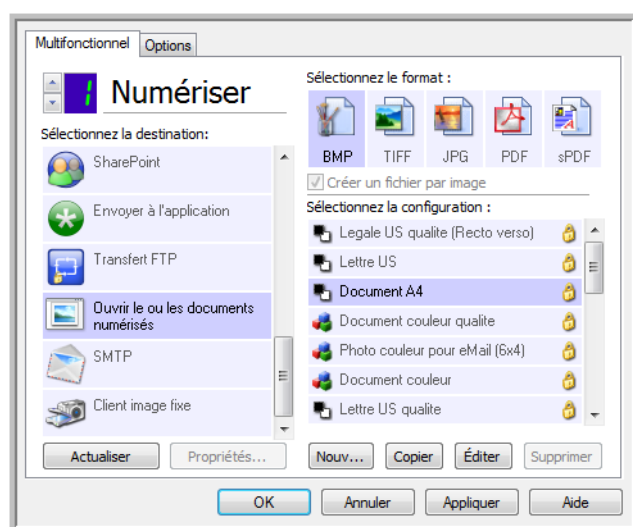 Multifonctionnel
Options
1
Numériser
Sélectionnez la destination:
SharePoint
Envoyer à l'application
Transfert FTP
Ouvrir le ou les documents
numérisés
SMTP
Client image fixe
Actualiser
Propriétés...
Sélectionnez le format :
BMP
TIFF
JPG
PDF
sPDF
Créer un fichier par image
Sélectionnez la configuration :
Legale US qualite (Recto verso)
Lettre US
Document A4
Document couleur qualite
Photo couleur pour eMail (6x4)
Document couleur
Lettre US qualite
Nouv...
Copier
Éditer
Supprimer
OK
Annuler
Appliquer
Aide